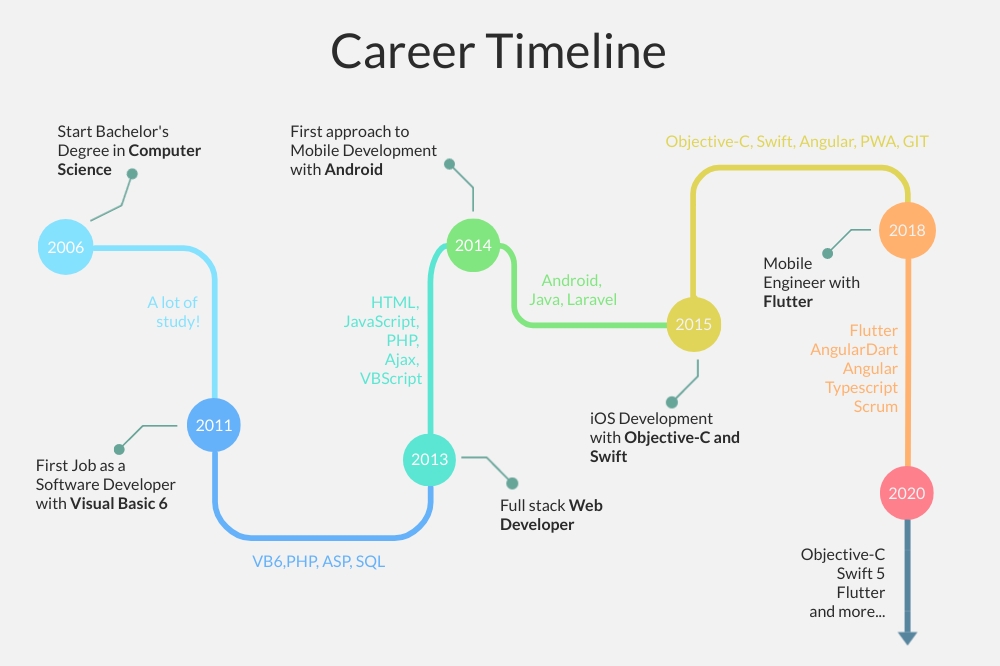 Career Timeline
Start Bachelor's
Degree in Computer
Science
2006
A lot of
study!
2011
First Job as a
Software Developer
with Visual Basic 6
VB6,PHP, ASP, SQL
2013
Full stack Web
Developer
HTML,
JavaScript,
PHP,
Ajax,
VBScript
2014
First approach to
Mobile Development
with Android
Android,
Java, Laravel
2015
iOS Development
with Objective-C and
Swift
Objective-C, Swift, Angular, PWA, GIT
2018
Mobile
Engineer with
Flutter
Flutter
AngularDart
Angular
Typescript
Scrum
2020
Objective-C
Swift 5
Flutter
and more...